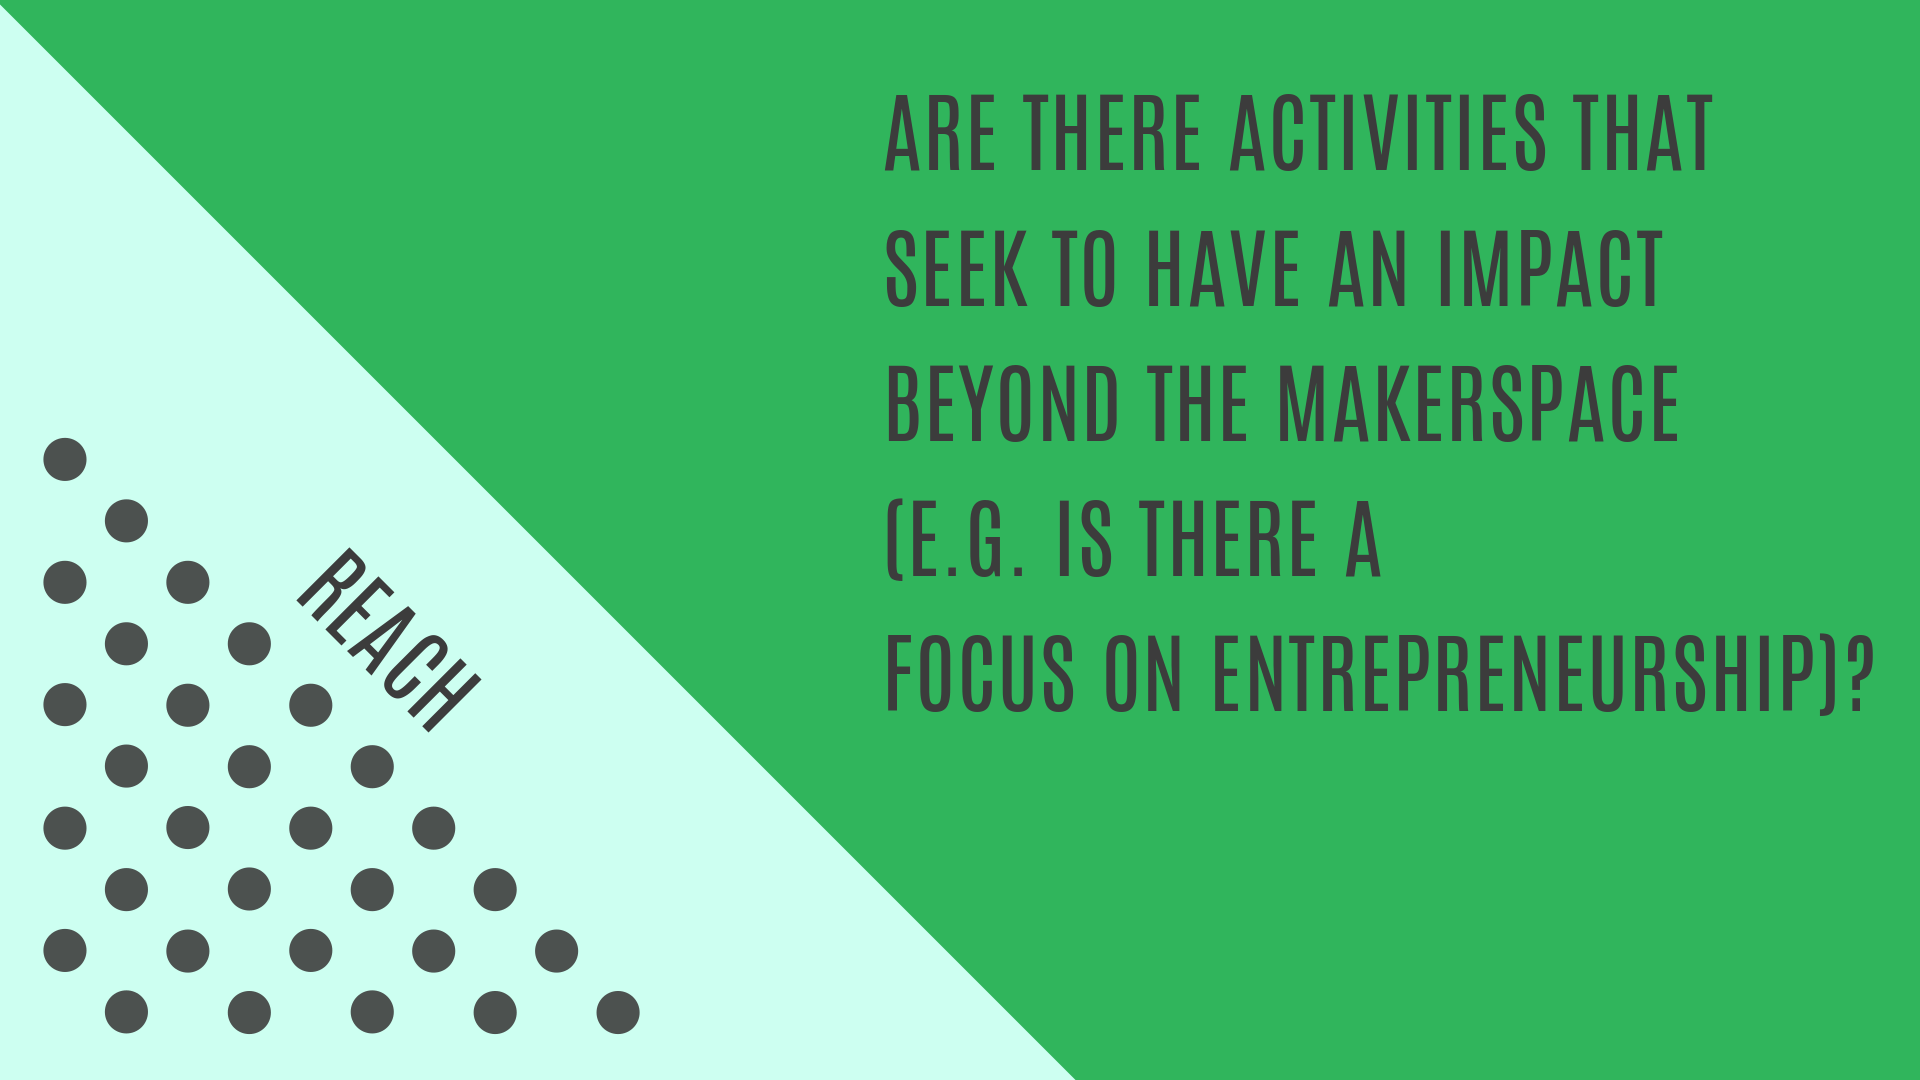 REACH
ARE THERE ACTIVITIES THAT
SEEK TO HAVE AN IMPACT
BEYOND THE MAKERSPACE
(E.G. IS THERE A
FOCUS ON ENTREPRENEURSHIP)?